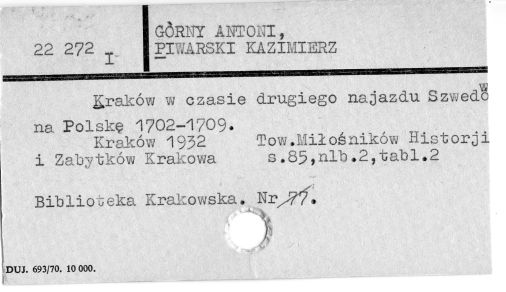 GÒRNY ANTONI,
22 272 I PIWARSKI KAZIMIERZ
Kraków w czasie drugiego najazdu Szwedów
na Polskę 1702-1709.
Kraków 1932 Tow.Miłośników Historji
i Zabytków Krakowa s.85,nlb.2,tabl.2
Biblioteka Krakowska. Nr 77.
DUJ. 693/70. 10 000.